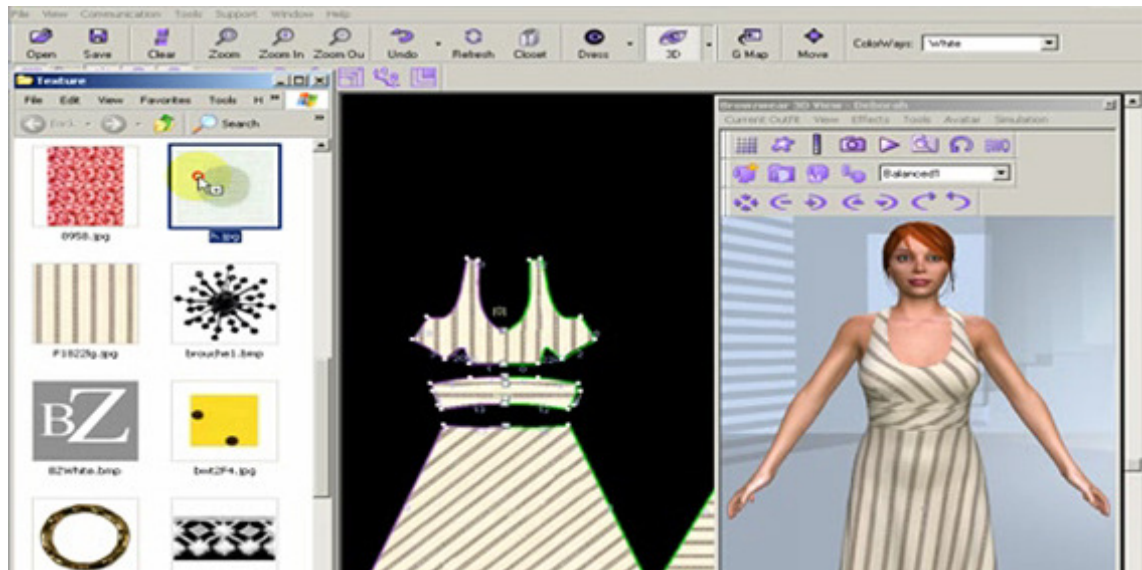 File View Communication Tools Support Window Help
Open Save Clear Zoom Zoom In Zoom Ou Undo Refresh Closet Dress 3D G Map Move ColorWays: White
Texture
File Edit View Favorites Tools H »
Back Search »
0958.jpg h.jpg
F1822lg.jpg brouche1.bmp
BZ
BZWhite.bmp bwt2F4.jpg
Browzwear 3D View - Deborah
Current Outfit View Effects Tools Avatar Simulation
Balanced1